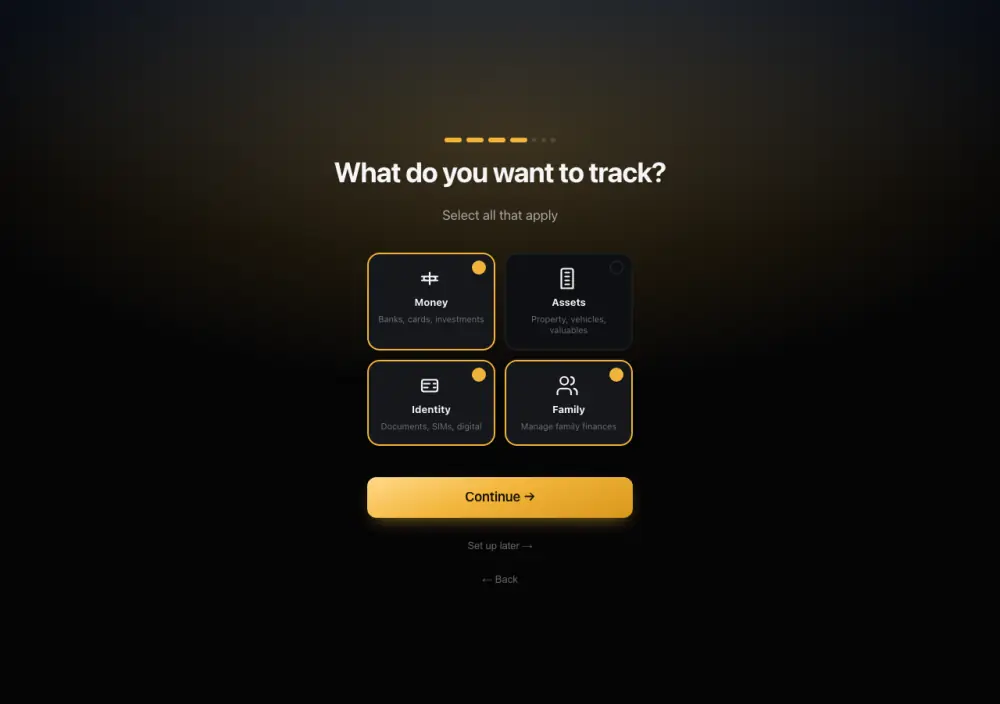 What do you want to track?
Select all that apply
Money
Banks, cards, investments
Assets
Property, vehicles,
valuables
Identity
Documents, SIMs, digital
Family
Manage family finances
Continue →
Set up later →
← Back